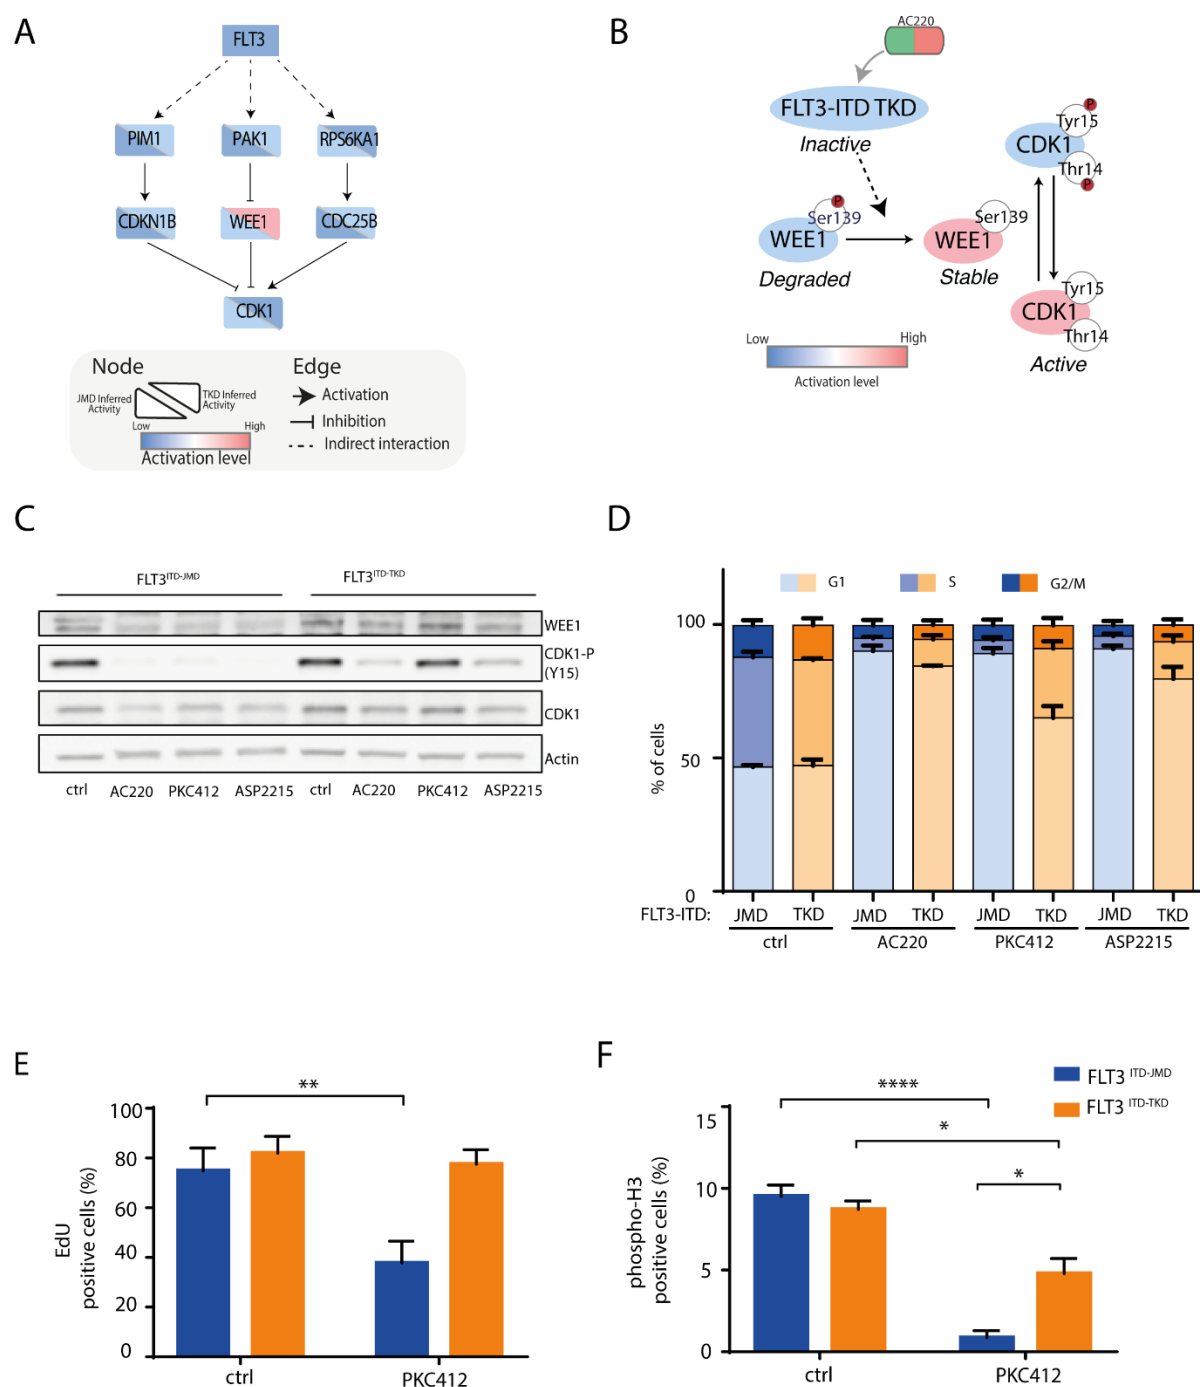 A
FLT3
PIM1
PAK1
RPS6KA1
CDKN1B
WEE1
CDC25B
CDK1
Node
Edge
JMD Inferred
Activity
TKD Inferred
Activity
Low
High
Activation level
Activation
Inhibition
Indirect interaction
B
AC220
FLT3-ITD TKD
Inactive
P
Ser139
WEE1
Degraded
Ser139
WEE1
Stable
P
Tyr15
CDK1
Thr14
P
Tyr15
CDK1
Thr14
Active
Low
High
Activation level
C
FLT3ITD-JMD
FLT3ITD-TKD
WEE1
CDK1-P
(Y15)
CDK1
Actin
ctrl AC220 PKC412 ASP2215 ctrl AC220 PKC412 ASP2215
D
G1
S
G2/M
100
50
0
% of cells
FLT3-ITD: JMD TKD JMD TKD JMD TKD JMD TKD
ctrl AC220 PKC412 ASP2215
E
**
100
80
60
40
20
0
EdU
positive cells (%)
ctrl PKC412
F
FLT3 ITD-JMD
FLT3 ITD-TKD
****
*
*
15
10
5
0
phospho-H3
positive cells (%)
ctrl PKC412